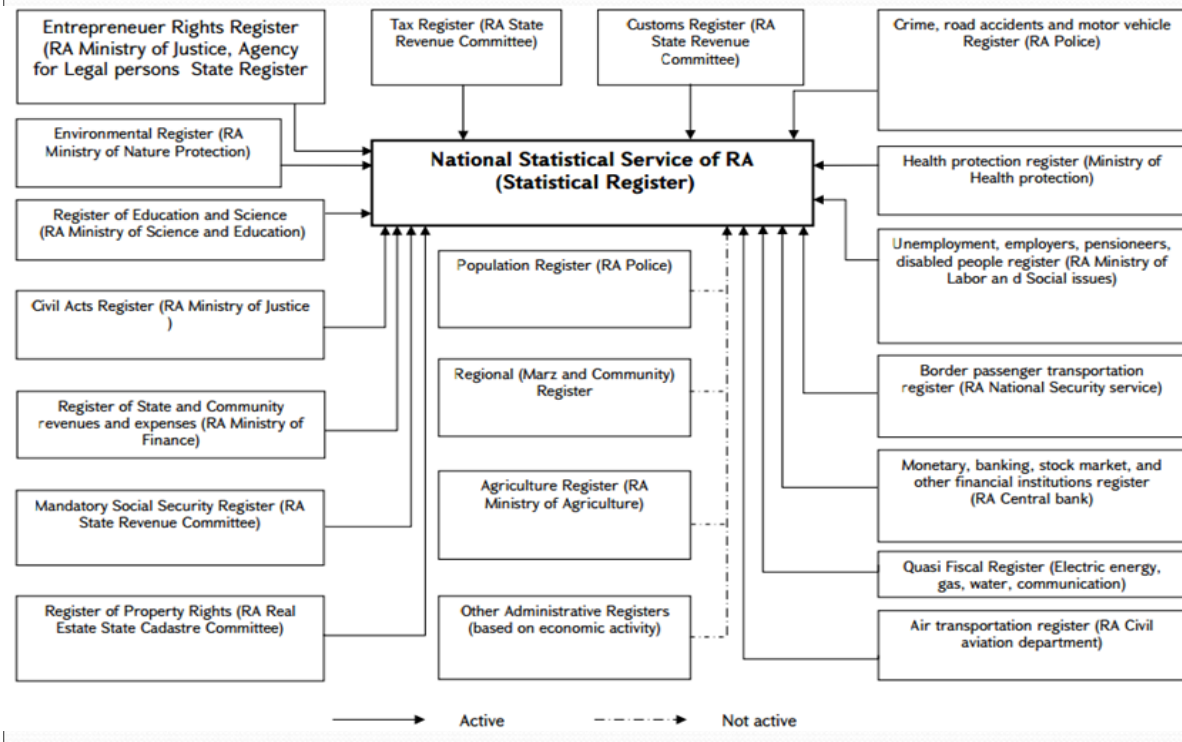 Entrepreneuer Rights Register
(RA Ministry of Justice, Agency
for Legal persons State Register
Tax Register (RA State
Revenue Committee)
Customs Register (RA
State Revenue
Committee)
Crime, road accidents and motor vehicle
Register (RA Police)
Environmental Register (RA
Ministry of Nature Protection)
National Statistical Service of RA
(Statistical Register)
Health protection register (Ministry of
Health protection)
Register of Education and Science
(RA Ministry of Science and Education)
Population Register (RA Police)
Unemployment, employers, pensioneers,
disabled people register (RA Ministry of
Labor an d Social issues)
Civil Acts Register (RA Ministry of Justice
)
Regional (Marz and Community)
Register
Border passenger transportation
register (RA National Security service)
Register of State and Community
revenues and expenses (RA Ministry of
Finance)
Monetary, banking, stock market, and
other financial institutions register
(RA Central bank)
Mandatory Social Security Register (RA
State Revenue Committee)
Agriculture Register (RA
Ministry of Agriculture)
Quasi Fiscal Register (Electric energy,
gas, water, communication)
Register of Property Rights (RA Real
Estate State Cadastre Committee)
Other Administrative Registers
(based on economic activity)
Air transportation register (RA Civil
aviation department)
Active
Not active